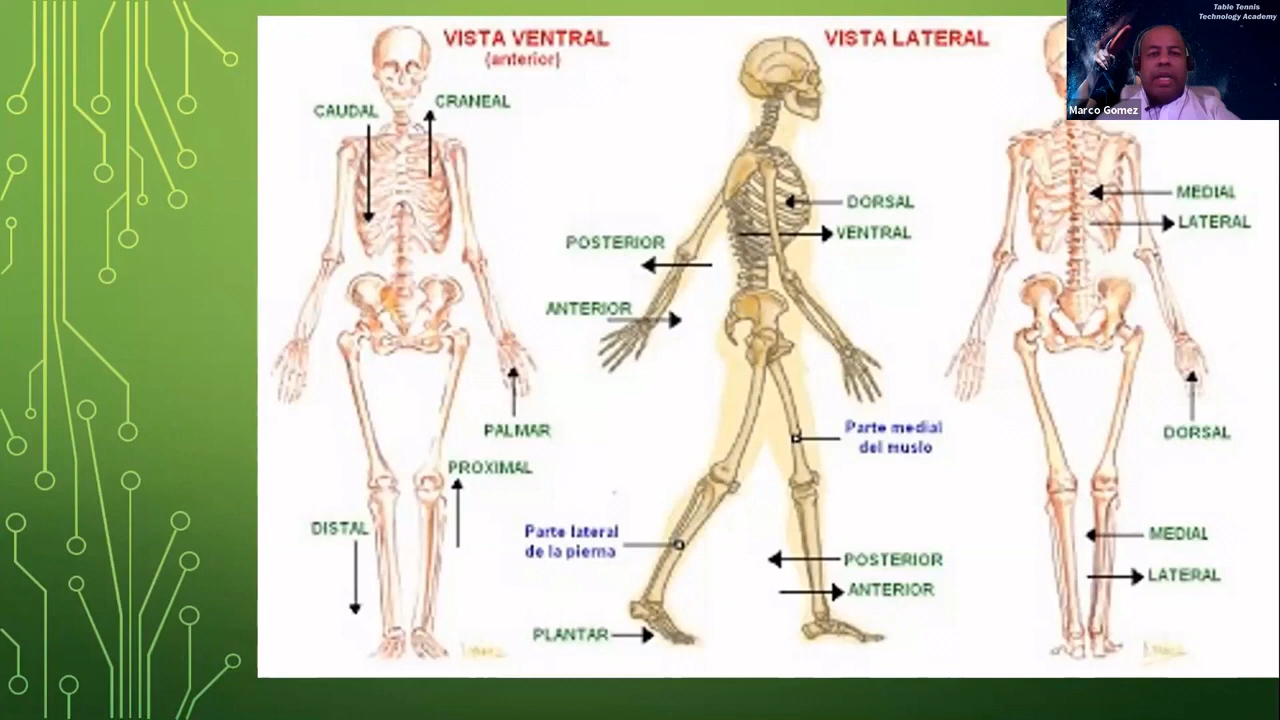 VISTA VENTRAL
(anterior)
CAUDAL
CRANEAL
PALMAR
PROXIMAL
DISTAL
VISTA LATERAL
DORSAL
VENTRAL
POSTERIOR
ANTERIOR
Parte medial
del muslo
Parte lateral
de la pierna
POSTERIOR
ANTERIOR
PLANTAR
MEDIAL
LATERAL
DORSAL
MEDIAL
LATERAL
Table Tennis
Technology Academy
Marco Gomez